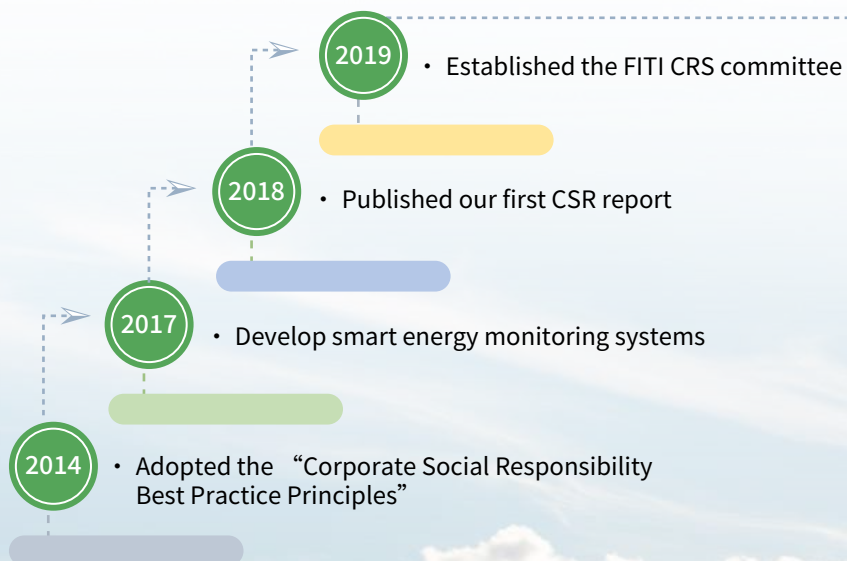 2019
• Established the FITI CRS committee
2018
• Published our first CSR report
2017
• Develop smart energy monitoring systems
2014
• Adopted the “Corporate Social Responsibility
Best Practice Principles”